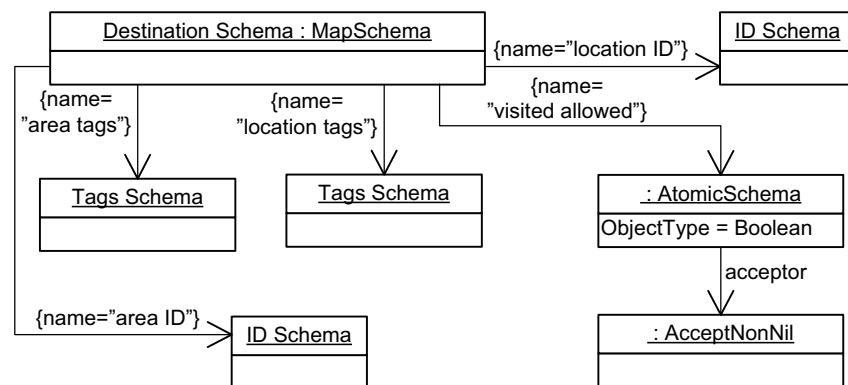 Destination Schema : MapSchema
{name=”location ID”}
ID Schema
{name=
”area tags”}
{name=
”location tags”}
{name=
”visited allowed”}
Tags Schema
Tags Schema
: AtomicSchema
ObjectType = Boolean
acceptor
{name=”area ID”}
ID Schema
: AcceptNonNil